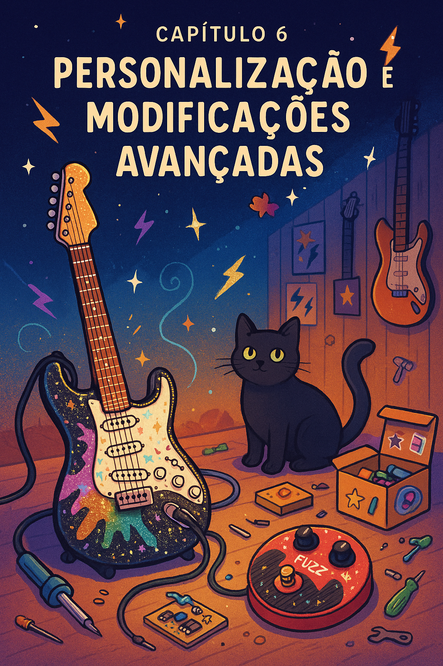 CAPÍTULO 6
PERSONALIZAÇÃO E
MODIFICAÇÕES
AVANÇADAS
FUZZ